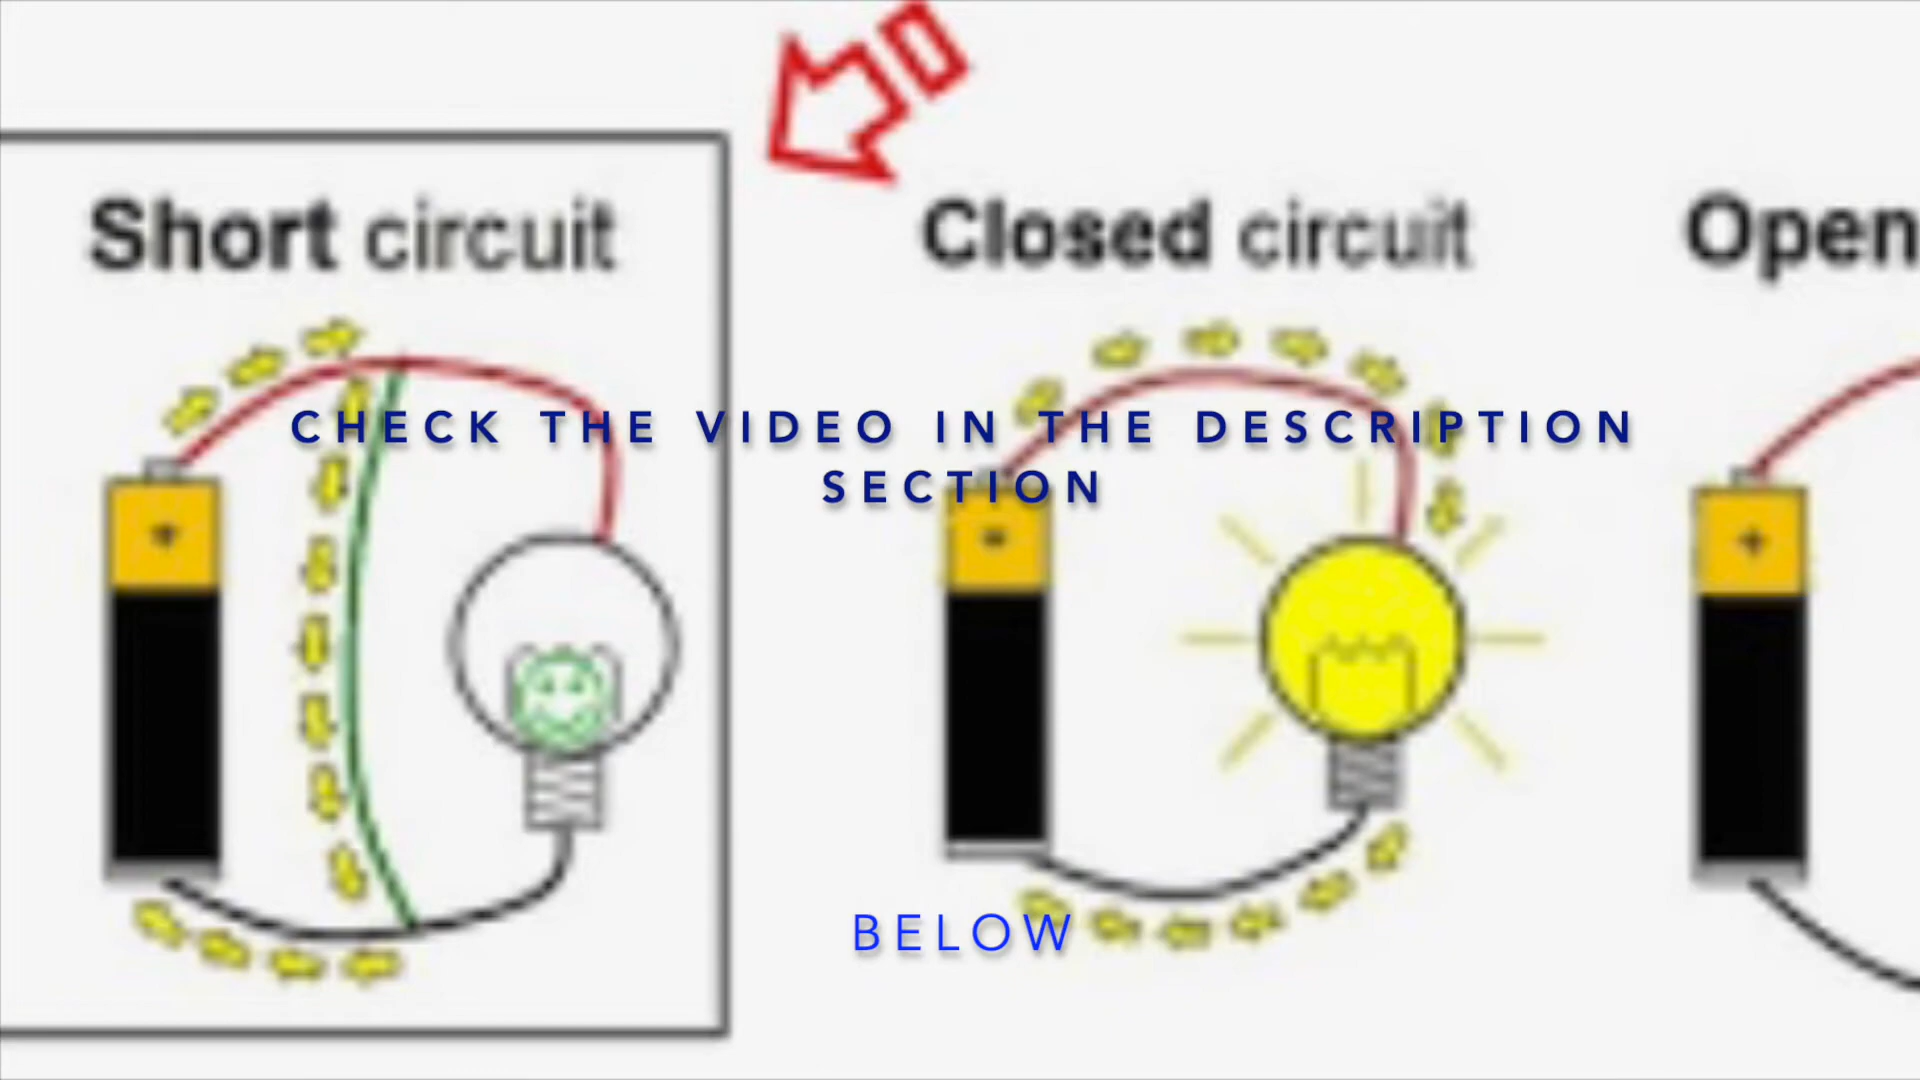 Short circuit
Closed circuit
Open
CHECK THE VIDEO IN THE DESCRIPTION
SECTION
+
+
+
BELOW